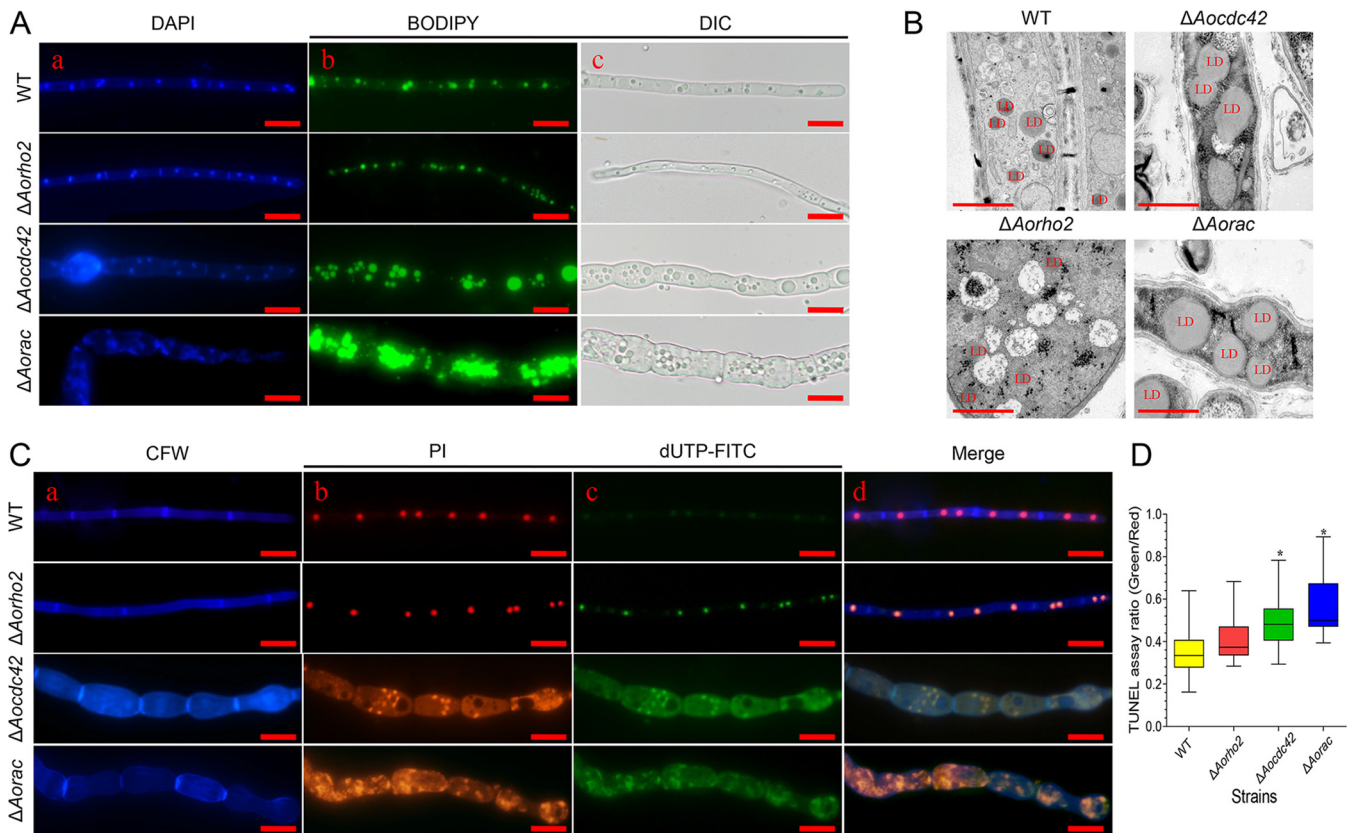 A
DAPI
BODIPY
DIC
a
b
c
WT
ΔAorho2
ΔAocdc42
ΔAorac
B
WT
ΔAocdc42
LD
LD
LD
LD
LD
LD
LD
LD
LD
ΔAorho2
ΔAorac
LD
LD
LD
LD
LD
LD
LD
LD
LD
C
CFW
PI
dUTP-FITC
Merge
a
b
c
d
WT
ΔAorho2
ΔAocdc42
ΔAorac
D
TUNEL assay ratio (Green/Red)
1.0
0.8
0.6
0.4
0.2
0.0
*
*
WT
ΔAorho2
ΔAocdc42
ΔAorac
Strains